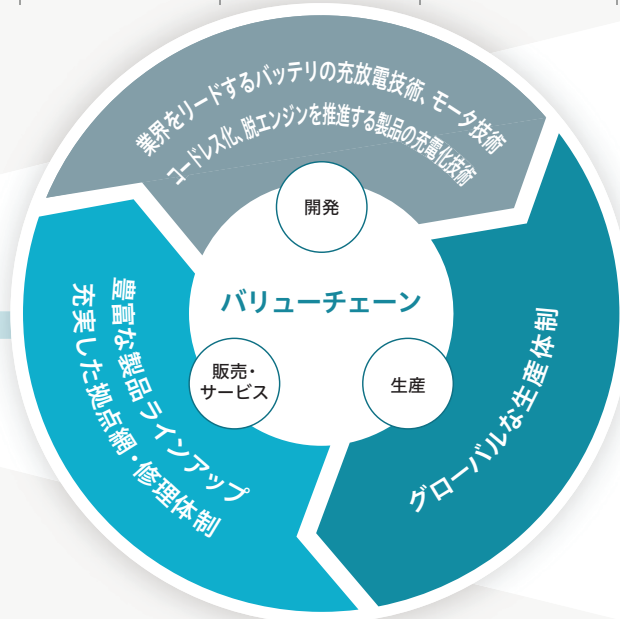 業界をリードするバッテリの充放電技術、モータ技術
コードレス化、脱エンジンを推進する製品の充電化技術
開発
バリューチェーン
販売・
サービス
生産
豊富な製品ラインアップ
充実した拠点網・修理体制
グローバルな生産体制